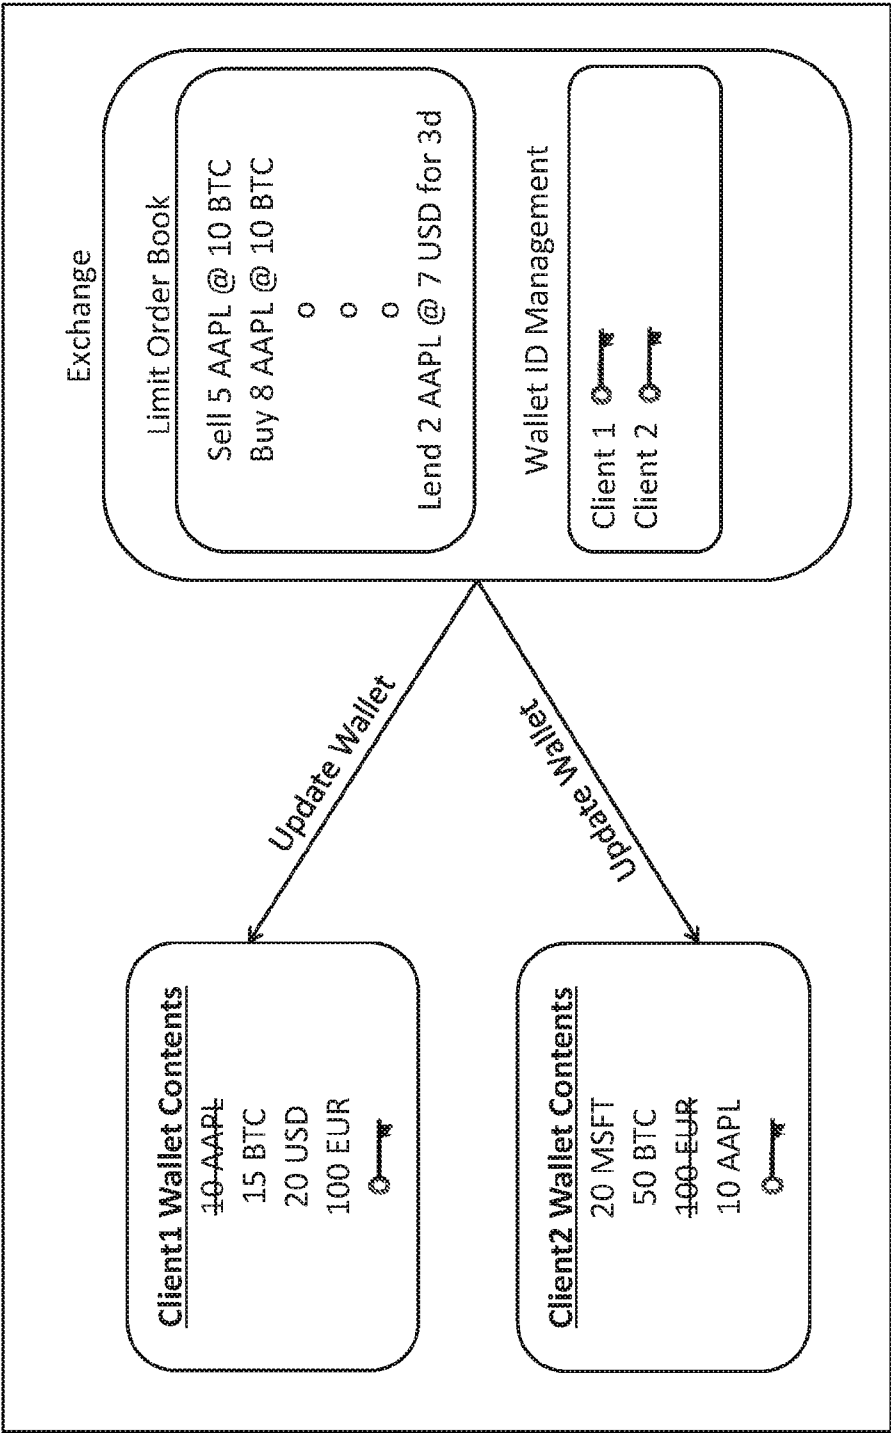 Exchange
Limit Order Book
Sell 5 AAPL @ 10 BTC
Buy 8 AAPL @ 10 BTC
Lend 2 AAPL @ 7 USD for 3d
Wallet ID Management
Client 1
Client 2
Update Wallet
Update Wallet
Client1 Wallet Contents
10 AAPL
15 BTC
20 USD
100 EUR
Client2 Wallet Contents
20 MSFT
50 BTC
100 EUR
10 AAPL